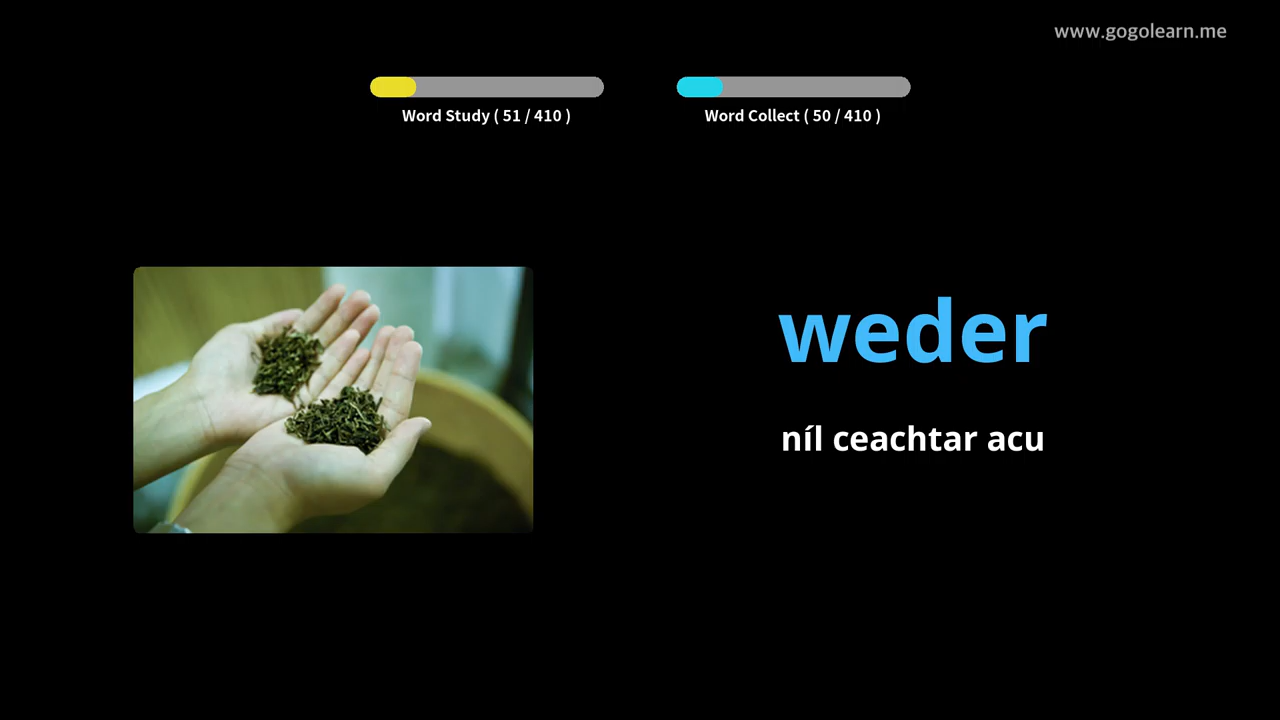 www.gogolearn.me
Word Study ( 51 / 410 )
Word Collect ( 50 / 410 )
weder
níl ceachtar acu